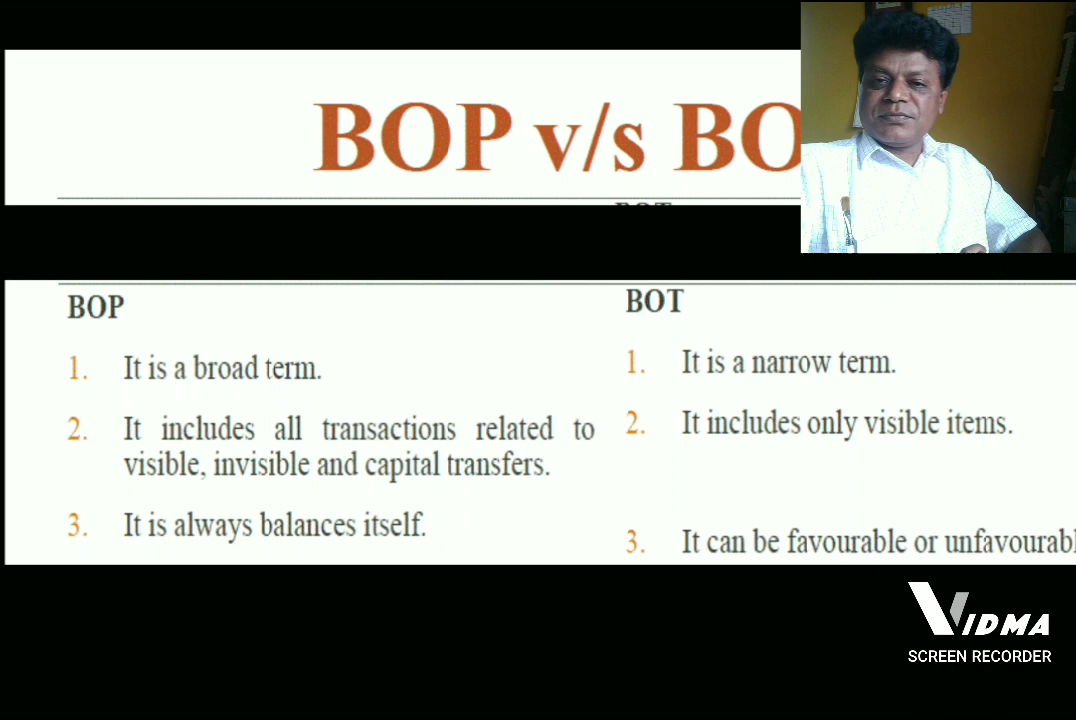 BOP v/s BO
BOT
BOP
1. It is a broad term.
2. It includes all transactions related to
visible, invisible and capital transfers.
3. It is always balances itself.
BOT
1. It is a narrow term.
2. It includes only visible items.
3. It can be favourable or unfavourabl
VIDMA
SCREEN RECORDER